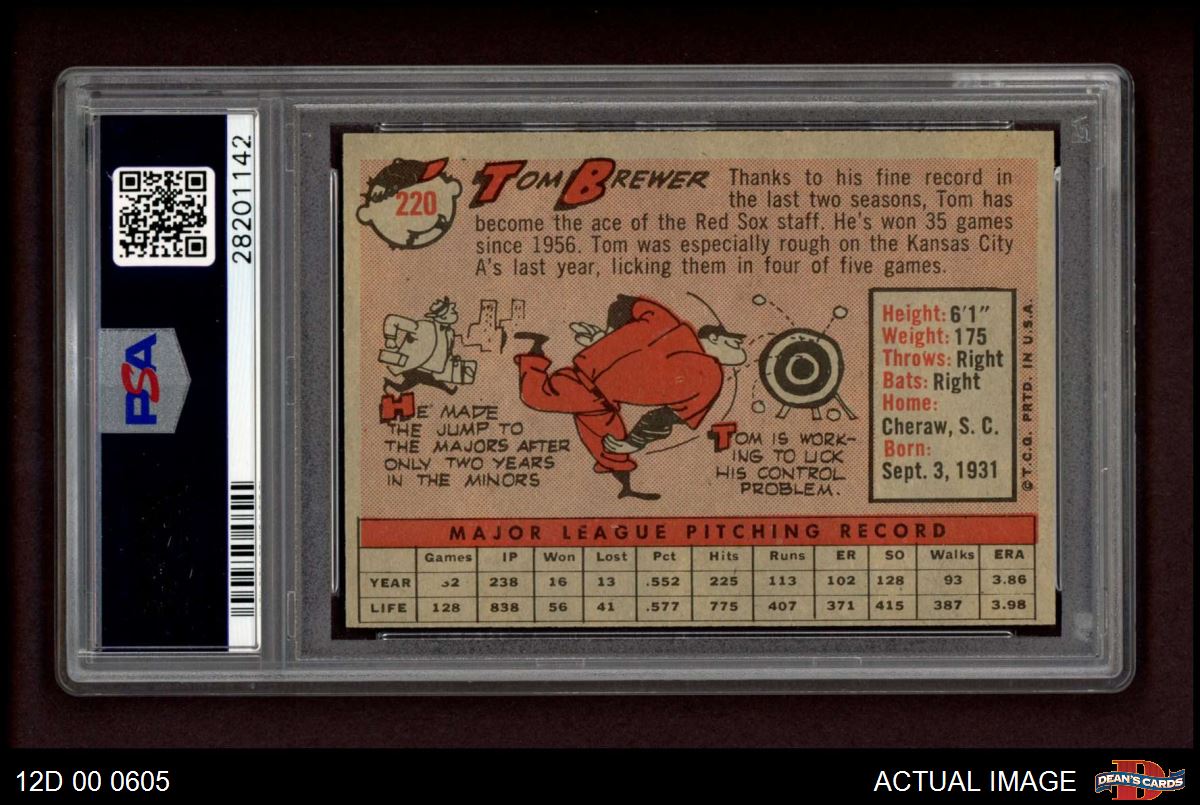 28201142
PSA
220
TOM BREWER
Thanks to his fine record in
the last two seasons, Tom has
become the ace of the Red Sox staff. He's won 35 games
since 1956. Tom was especially rough on the Kansas City
A's last year, licking them in four of five games.
HE MADE
THE JUMP TO
THE MAJORS AFTER
ONLY TWO YEARS
IN THE MINORS
TOM IS WORK-
ING TO LICK
HIS CONTROL
PROBLEM.
Height: 6'1"
Weight: 175
Throws: Right
Bats: Right
Home:
Cheraw, S. C.
Born:
Sept. 3, 1931
©T.C.G. PRTD. IN U.S.A.
MAJOR LEAGUE PITCHING RECORD
Games IP Won Lost Pct Hits Runs ER SO Walks ERA
YEAR 32 238 16 13 .552 225 113 102 128 93 3.86
LIFE 128 838 56 41 .577 775 407 371 415 387 3.98
12D 00 0605
ACTUAL IMAGE
DEAN'S CARDS